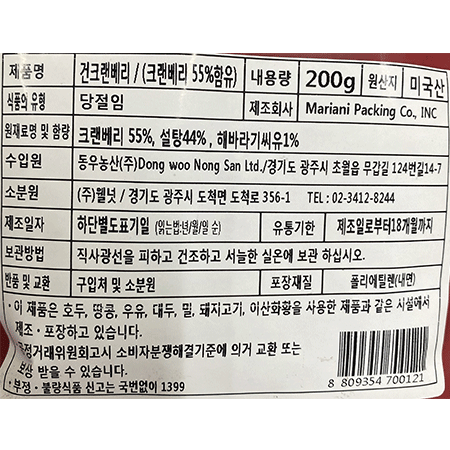 제품명 건크랜베리 / (크랜베리 55%함유) 내용량 200g 원산지 미국산
식품의 유형 당절임 제조회사 Mariani Packing Co., INC
원재료명 및 함량 크랜베리 55%, 설탕44% , 해바라기씨유1%
수입원 동우농산(주)Dong woo Nong San Ltd./경기도 광주시 초월읍 무갑길 124번길14-7
소분원 (주)웰넛 / 경기도 광주시 도척면 도척로 356-1 TEL : 02-3412-8244
제조일자 하단별도표기일 (읽는법:년/월/일 순) 유통기한 제조일로부터18개월까지
보관방법 직사광선을 피하고 건조하고 서늘한 실온에 보관 하십시오.
반품 및 교환 구입처 및 소분원 포장재질 폴리에틸렌(내면)
• 이 제품은 호두, 땅콩, 우유, 대두, 밀, 돼지고기, 이산화황을 사용한 제품과 같은 시설에서
제조·포장하고 있습니다.
공정거래위원회고시 소비자분쟁해결기준에 의거 교환 또는
보상 받을 수 있습니다.
• 부정·불량식품 신고는 국번없이 1399
8 809354 700121